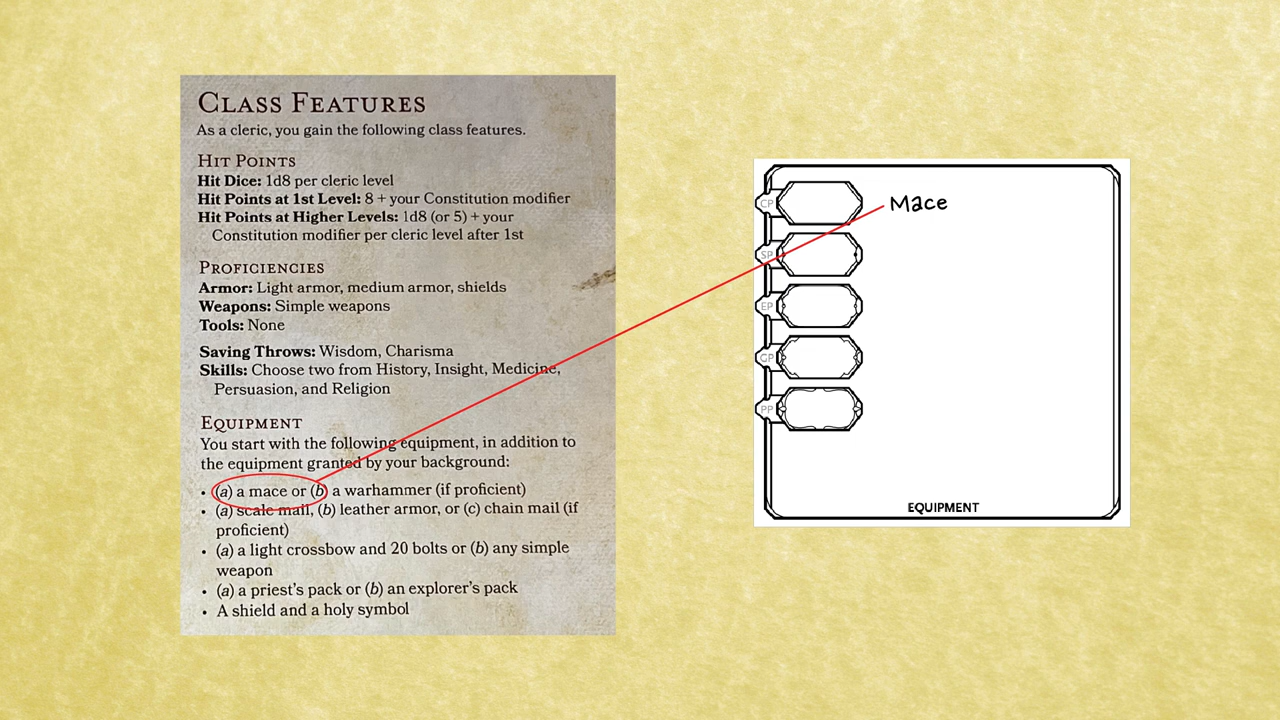 CLASS FEATURES
As a cleric, you gain the following class features.
HIT POINTS
Hit Dice: 1d8 per cleric level
Hit Points at 1st Level: 8 + your Constitution modifier
Hit Points at Higher Levels: 1d8 (or 5) + your
Constitution modifier per cleric level after 1st
PROFICIENCIES
Armor: Light armor, medium armor, shields
Weapons: Simple weapons
Tools: None
Saving Throws: Wisdom, Charisma
Skills: Choose two from History, Insight, Medicine,
Persuasion, and Religion
EQUIPMENT
You start with the following equipment, in addition to
the equipment granted by your background:
• (a) a mace or (b) a warhammer (if proficient)
• (a) scale mail, (b) leather armor, or (c) chain mail (if
proficient)
• (a) a light crossbow and 20 bolts or (b) any simple
weapon
• (a) a priest's pack or (b) an explorer's pack
• A shield and a holy symbol
CP
Mace
SP
EP
GP
PP
EQUIPMENT